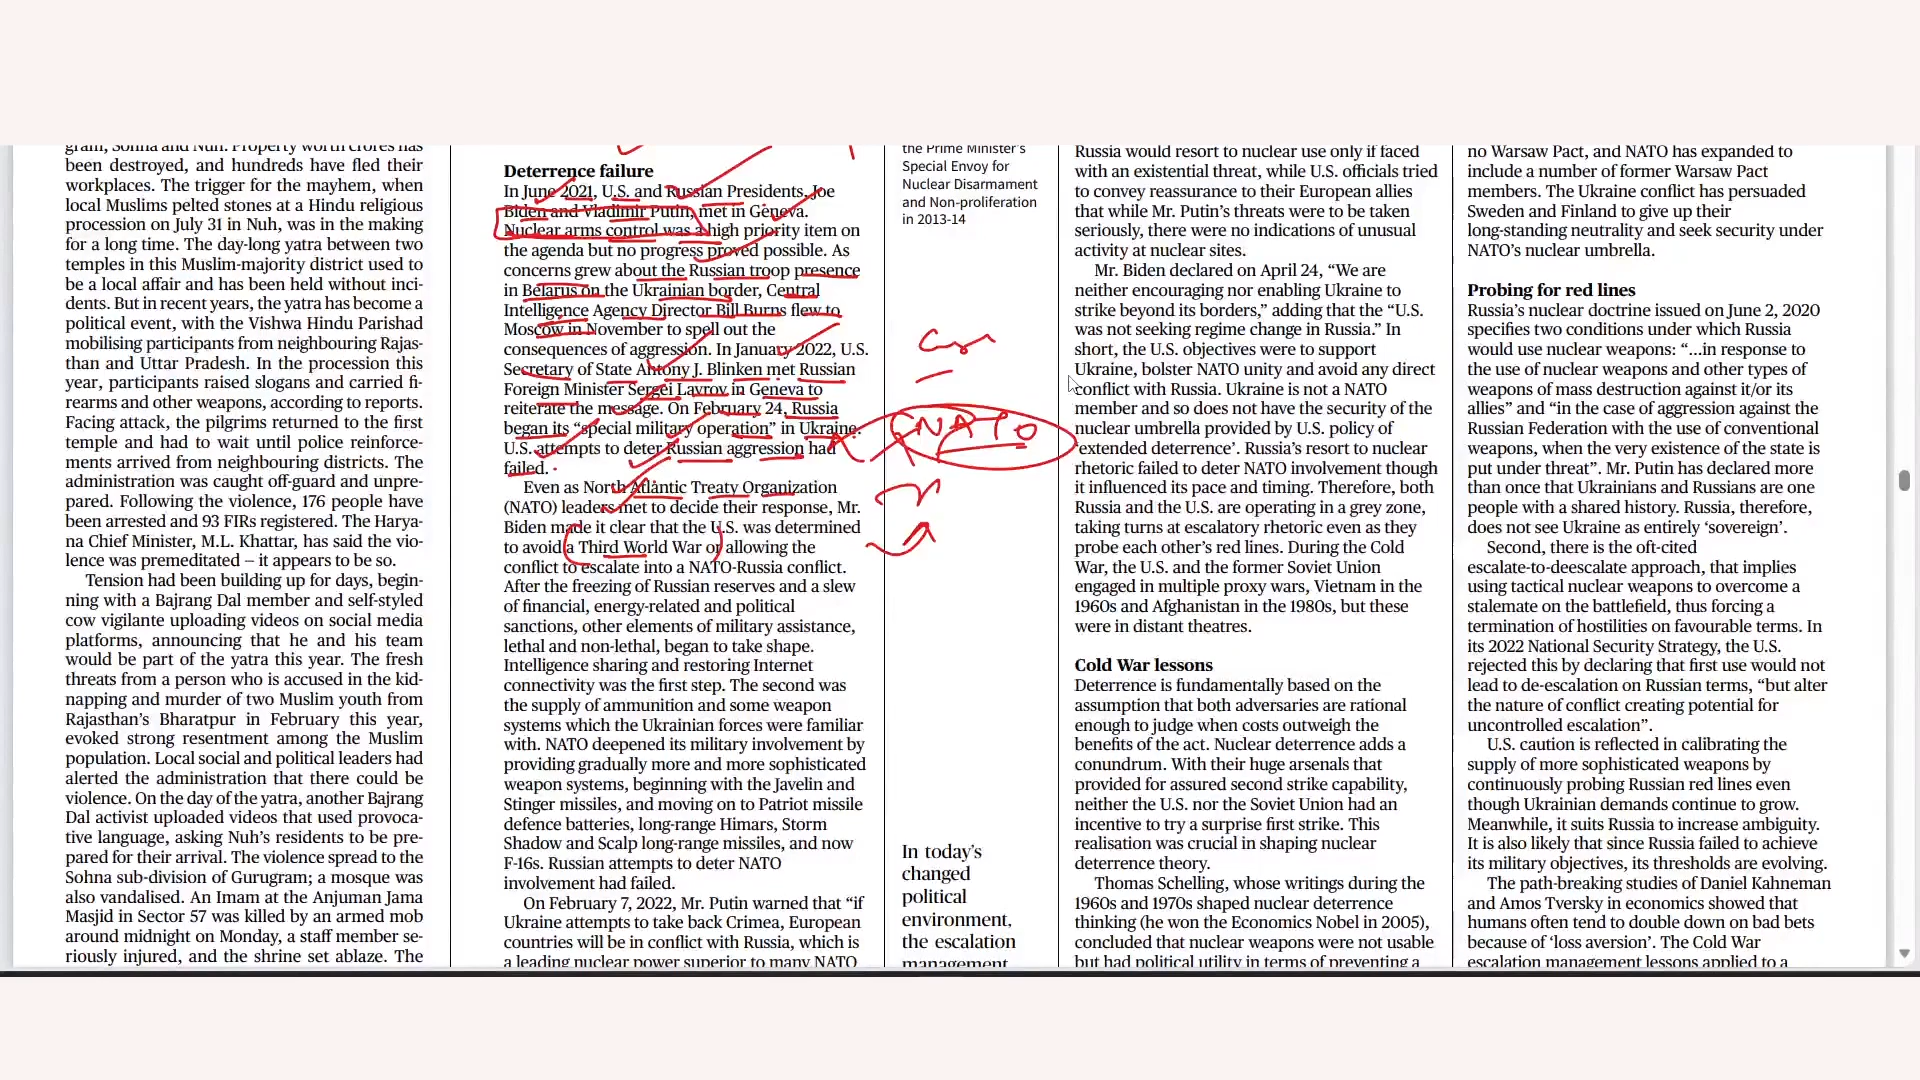 gram, Sohna and Nuh. Property worth crores has
been destroyed, and hundreds have fled their
workplaces. The trigger for the mayhem, when
local Muslims pelted stones at a Hindu religious
procession on July 31 in Nuh, was in the making
for a long time. The day-long yatra between two
temples in this Muslim-majority district used to
be a local affair and has been held without inci-
dents. But in recent years, the yatra has become a
political event, with the Vishwa Hindu Parishad
mobilising participants from neighbouring Rajas-
than and Uttar Pradesh. In the procession this
year, participants raised slogans and carried fi-
rearms and other weapons, according to reports.
Facing attack, the pilgrims returned to the first
temple and had to wait until police reinforce-
ments arrived from neighbouring districts. The
administration was caught off-guard and unpre-
pared. Following the violence, 176 people have
been arrested and 93 FIRs registered. The Harya-
na Chief Minister, M.L. Khattar, has said the vio-
lence was premeditated – it appears to be so.
Tension had been building up for days, begin-
ning with a Bajrang Dal member and self-styled
cow vigilante uploading videos on social media
platforms, announcing that he and his team
would be part of the yatra this year. The fresh
threats from a person who is accused in the kid-
napping and murder of two Muslim youth from
Rajasthan's Bharatpur in February this year,
evoked strong resentment among the Muslim
population. Local social and political leaders had
alerted the administration that there could be
violence. On the day of the yatra, another Bajrang
Dal activist uploaded videos that used provoca-
tive language, asking Nuh's residents to be pre-
pared for their arrival. The violence spread to the
Sohna sub-division of Gurugram; a mosque was
also vandalised. An Imam at the Anjuman Jama
Masjid in Sector 57 was killed by an armed mob
around midnight on Monday, a staff member se-
riously injured, and the shrine set ablaze. The
Deterrence failure
In June 2021, U.S. and Russian Presidents, Joe
Biden and Vladimir Putin, met in Geneva.
Nuclear arms control was a high priority item on
the agenda but no progress proved possible. As
concerns grew about the Russian troop presence
in Belarus on the Ukrainian border, Central
Intelligence Agency Director Bill Burns flew to
Moscow in November to spell out the
consequences of aggression. In January 2022, U.S.
Secretary of State Antony J. Blinken met Russian
Foreign Minister Sergei Lavrov in Geneva to
reiterate the message. On February 24, Russia
began its “special military operation” in Ukraine.
U.S. attempts to deter Russian aggression had
failed.
Even as North Atlantic Treaty Organization
(NATO) leaders met to decide their response, Mr.
Biden made it clear that the U.S. was determined
to avoid a Third World War or allowing the
conflict to escalate into a NATO-Russia conflict.
After the freezing of Russian reserves and a slew
of financial, energy-related and political
sanctions, other elements of military assistance,
lethal and non-lethal, began to take shape.
Intelligence sharing and restoring Internet
connectivity was the first step. The second was
the supply of ammunition and some weapon
systems which the Ukrainian forces were familiar
with. NATO deepened its military involvement by
providing gradually more and more sophisticated
weapon systems, beginning with the Javelin and
Stinger missiles, and moving on to Patriot missile
defence batteries, long-range Himars, Storm
Shadow and Scalp long-range missiles, and now
F-16s. Russian attempts to deter NATO
involvement had failed.
On February 7, 2022, Mr. Putin warned that “if
Ukraine attempts to take back Crimea, European
countries will be in conflict with Russia, which is
a leading nuclear power superior to many NATO
the Prime Minister's
Special Envoy for
Nuclear Disarmament
and Non-proliferation
in 2013-14
NATO
In today's
changed
political
environment,
the escalation
management
Russia would resort to nuclear use only if faced
with an existential threat, while U.S. officials tried
to convey reassurance to their European allies
that while Mr. Putin's threats were to be taken
seriously, there were no indications of unusual
activity at nuclear sites.
Mr. Biden declared on April 24, “We are
neither encouraging nor enabling Ukraine to
strike beyond its borders,” adding that the “U.S.
was not seeking regime change in Russia.” In
short, the U.S. objectives were to support
Ukraine, bolster NATO unity and avoid any direct
conflict with Russia. Ukraine is not a NATO
member and so does not have the security of the
nuclear umbrella provided by U.S. policy of
‘extended deterrence’. Russia's resort to nuclear
rhetoric failed to deter NATO involvement though
it influenced its pace and timing. Therefore, both
Russia and the U.S. are operating in a grey zone,
taking turns at escalatory rhetoric even as they
probe each other's red lines. During the Cold
War, the U.S. and the former Soviet Union
engaged in multiple proxy wars, Vietnam in the
1960s and Afghanistan in the 1980s, but these
were in distant theatres.
Cold War lessons
Deterrence is fundamentally based on the
assumption that both adversaries are rational
enough to judge when costs outweigh the
benefits of the act. Nuclear deterrence adds a
conundrum. With their huge arsenals that
provided for assured second strike capability,
neither the U.S. nor the Soviet Union had an
incentive to try a surprise first strike. This
realisation was crucial in shaping nuclear
deterrence theory.
Thomas Schelling, whose writings during the
1960s and 1970s shaped nuclear deterrence
thinking (he won the Economics Nobel in 2005),
concluded that nuclear weapons were not usable
but had political utility in terms of preventing a
no Warsaw Pact, and NATO has expanded to
include a number of former Warsaw Pact
members. The Ukraine conflict has persuaded
Sweden and Finland to give up their
long-standing neutrality and seek security under
NATO's nuclear umbrella.
Probing for red lines
Russia's nuclear doctrine issued on June 2, 2020
specifies two conditions under which Russia
would use nuclear weapons: “...in response to
the use of nuclear weapons and other types of
weapons of mass destruction against it/or its
allies” and “in the case of aggression against the
Russian Federation with the use of conventional
weapons, when the very existence of the state is
put under threat”. Mr. Putin has declared more
than once that Ukrainians and Russians are one
people with a shared history. Russia, therefore,
does not see Ukraine as entirely ‘sovereign’.
Second, there is the oft-cited
escalate-to-deescalate approach, that implies
using tactical nuclear weapons to overcome a
stalemate on the battlefield, thus forcing a
termination of hostilities on favourable terms. In
its 2022 National Security Strategy, the U.S.
rejected this by declaring that first use would not
lead to de-escalation on Russian terms, “but alter
the nature of conflict creating potential for
uncontrolled escalation”.
U.S. caution is reflected in calibrating the
supply of more sophisticated weapons by
continuously probing Russian red lines even
though Ukrainian demands continue to grow.
Meanwhile, it suits Russia to increase ambiguity.
It is also likely that since Russia failed to achieve
its military objectives, its thresholds are evolving.
The path-breaking studies of Daniel Kahneman
and Amos Tversky in economics showed that
humans often tend to double down on bad bets
because of ‘loss aversion’. The Cold War
escalation management lessons applied to a